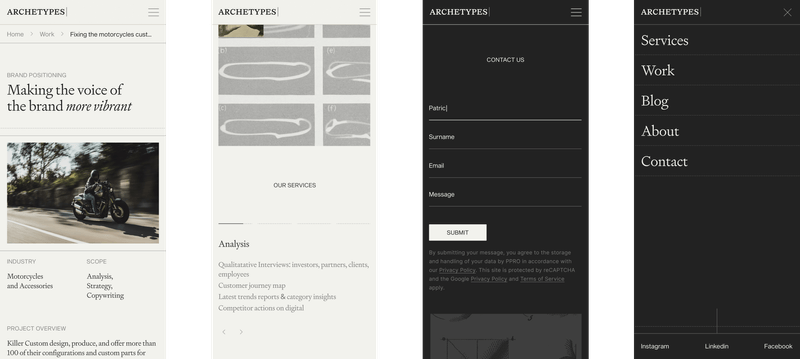 ARCHETYPES
Home > Work > Fixing the motorcycles cust...
BRAND POSITIONING
Making the voice of
the brand more vibrant
INDUSTRY
Motorcycles
and Accessories
SCOPE
Analysis,
Strategy,
Copywriting
PROJECT OVERVIEW
Killer Custom design, produce, and offer more than
100 of their configurations and custom parts for
ARCHETYPES
OUR SERVICES
Analysis
Qualitatative Interviews: investors, partners, clients,
employees
Customer journey map
Latest trends reports & category insights
Competitor actions on digital
ARCHETYPES
CONTACT US
Patric
Surname
Email
Message
SUBMIT
By submitting your message, you agree to the storage
and handling of your data by PPRO in accordance with
our Privacy Policy. This site is protected by reCAPTCHA
and the Google Privacy Policy and Terms of Service
apply.
ARCHETYPES
Services
Work
Blog
About
Contact
Instagram
Linkedin
Facebook